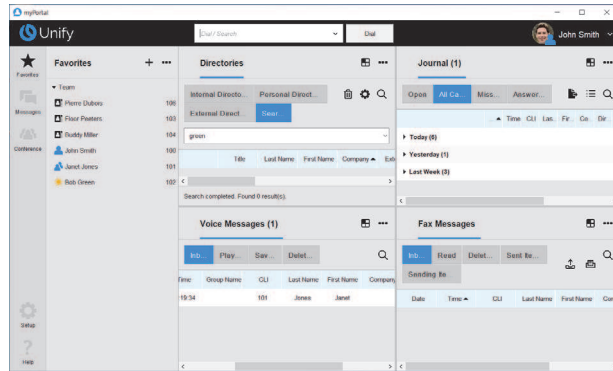 myPortal
Unify
Dial / Search
Dial
John Smith
Favorites
Messages
Conference
Setup
Help
Favorites
Team
Pierre Dubois 106
Floor Peeters 103
Buddy Miller 104
John Smith 100
Janet Jones 101
Bob Green 102
Directories
Internal Directo... Personal Direct...
External Direct... Sear...
green
Title Last Name First Name Company Ext
Search completed. Found 0 result(s).
Journal (1)
Open All Ca... Miss... Answer...
Time CLI Las.. Fir... Co... Dir...
Today (6)
Yesterday (1)
Last Week (3)
Voice Messages (1)
Inb... Play... Sav... Delet...
Time Group Name CLI Last Name First Name Company
:19:34 101 Jones Janet
Fax Messages
Inb... Read Delet... Sent Ite...
Sending Ite...
Date Time CLI Last Name First Name Co